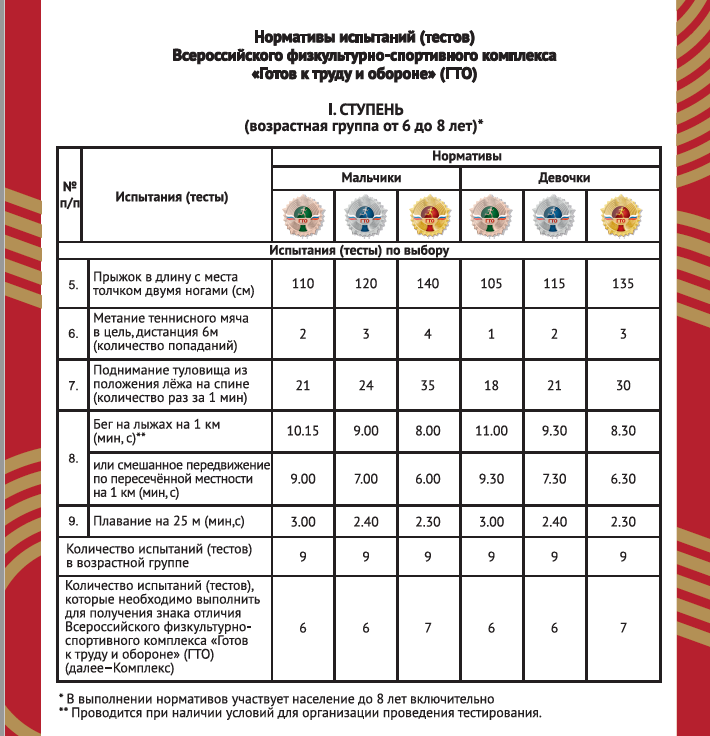 Нормативы испытаний (тестов)
Всероссийского физкультурно-спортивного комплекса
«Готов к труду и обороне» (ГТО)
I. СТУПЕНЬ
(возрастная группа от 6 до 8 лет)*
№
п/п
Испытания (тесты)
Нормативы
Мальчики
Девочки
ГТО ГТО ГТО ГТО ГТО ГТО
Испытания (тесты) по выбору
5. Прыжок в длину с места
толчком двумя ногами (см)
110 120 140 105 115 135
6. Метание теннисного мяча
в цель, дистанция 6м
(количество попаданий)
2 3 4 1 2 3
7. Поднимание туловища из
положения лёжа на спине
(количество раз за 1 мин)
21 24 35 18 21 30
8. Бег на лыжах на 1 км
(мин, с)**
10.15 9.00 8.00 11.00 9.30 8.30
или смешанное передвижение
по пересечённой местности
на 1 км (мин, с)
9.00 7.00 6.00 9.30 7.30 6.30
9. Плавание на 25 м (мин,с) 3.00 2.40 2.30 3.00 2.40 2.30
Количество испытаний (тестов)
в возрастной группе
9 9 9 9 9 9
Количество испытаний (тестов),
которые необходимо выполнить
для получения знака отличия
Всероссийского физкультурно-
спортивного комплекса «Готов
к труду и обороне» (ГТО)
(далее–Комплекс)
6 6 7 6 6 7
* В выполнении нормативов участвует население до 8 лет включительно
** Проводится при наличии условий для организации проведения тестирования.